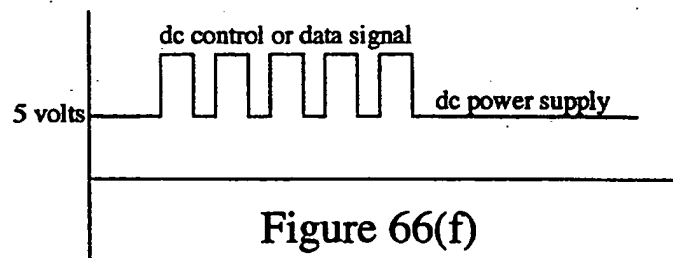 dc control or data signal
5 volts
dc power supply
Figure 66(f)